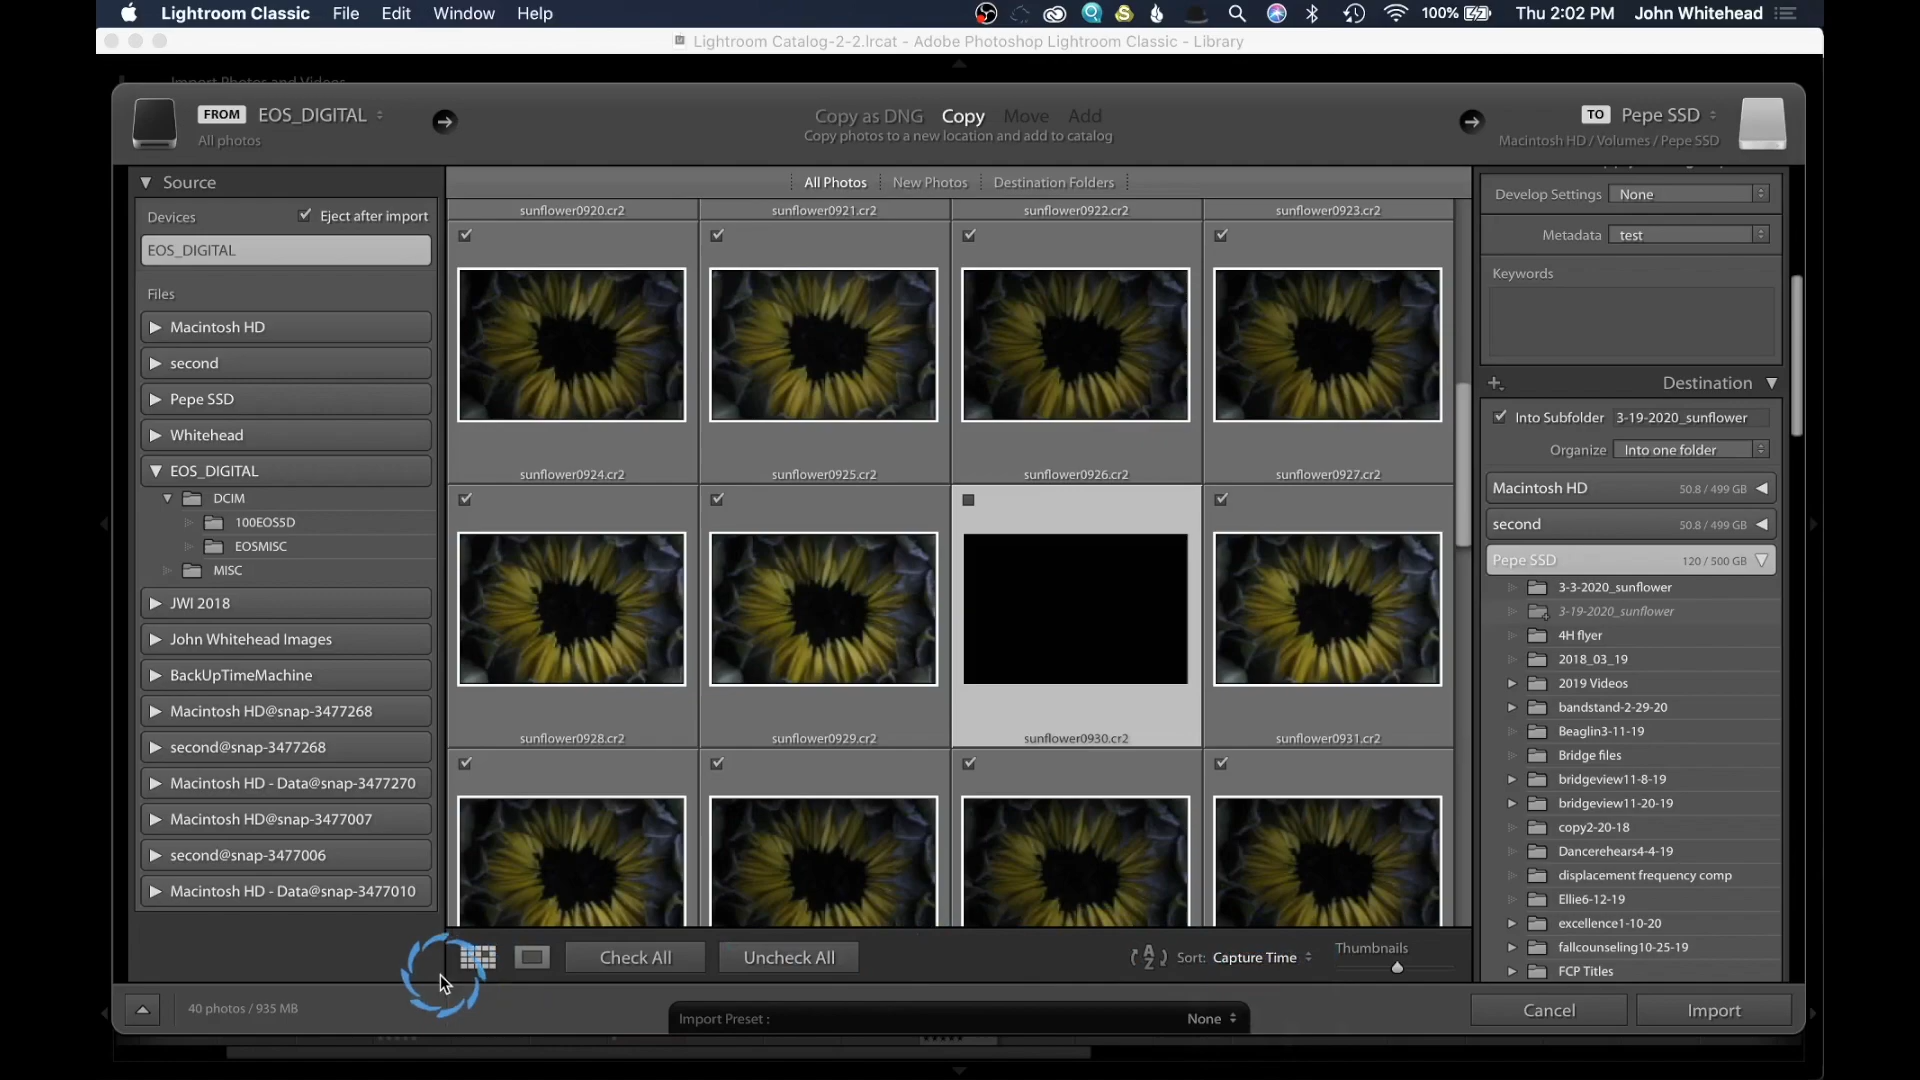 Lightroom Classic File Edit Window Help 100% Thu 2:02 PM John Whitehead
Lightroom Catalog-2-2.lrcat - Adobe Photoshop Lightroom Classic - Library
Import Photos and Videos
FROM EOS_DIGITAL
All photos
Copy as DNG Copy Move Add
Copy photos to a new location and add to catalog
TO Pepe SSD
Macintosh HD / Volumes / Pepe SSD
Source
Devices Eject after import
EOS_DIGITAL
Files
Macintosh HD
second
Pepe SSD
Whitehead
EOS_DIGITAL
DCIM
100EOS5D
EOSMISC
MISC
JWI 2018
John Whitehead Images
BackUpTimeMachine
Macintosh HD@snap-3477268
second@snap-3477268
Macintosh HD - Data@snap-3477270
Macintosh HD@snap-3477007
second@snap-3477006
Macintosh HD - Data@snap-3477010
All Photos New Photos Destination Folders
sunflower0920.cr2 sunflower0921.cr2 sunflower0922.cr2 sunflower0923.cr2
sunflower0924.cr2 sunflower0925.cr2 sunflower0926.cr2 sunflower0927.cr2
sunflower0928.cr2 sunflower0929.cr2 sunflower0930.cr2 sunflower0931.cr2
Check All Uncheck All Sort: Capture Time Thumbnails
Develop Settings None
Metadata test
Keywords
Destination
Into Subfolder 3-19-2020_sunflower
Organize Into one folder
Macintosh HD 50.8 / 499 GB
second 50.8 / 499 GB
Pepe SSD 120 / 500 GB
3-3-2020_sunflower
3-19-2020_sunflower
4H flyer
2018_03_19
2019 Videos
bandstand-2-29-20
Beaglin3-11-19
Bridge files
bridgeview11-8-19
bridgeview11-20-19
copy2-20-18
Dancerehears4-4-19
displacement frequency comp
Ellie6-12-19
excellence1-10-20
fallcounseling10-25-19
FCP Titles
40 photos / 935 MB
Import Preset : None
Cancel Import